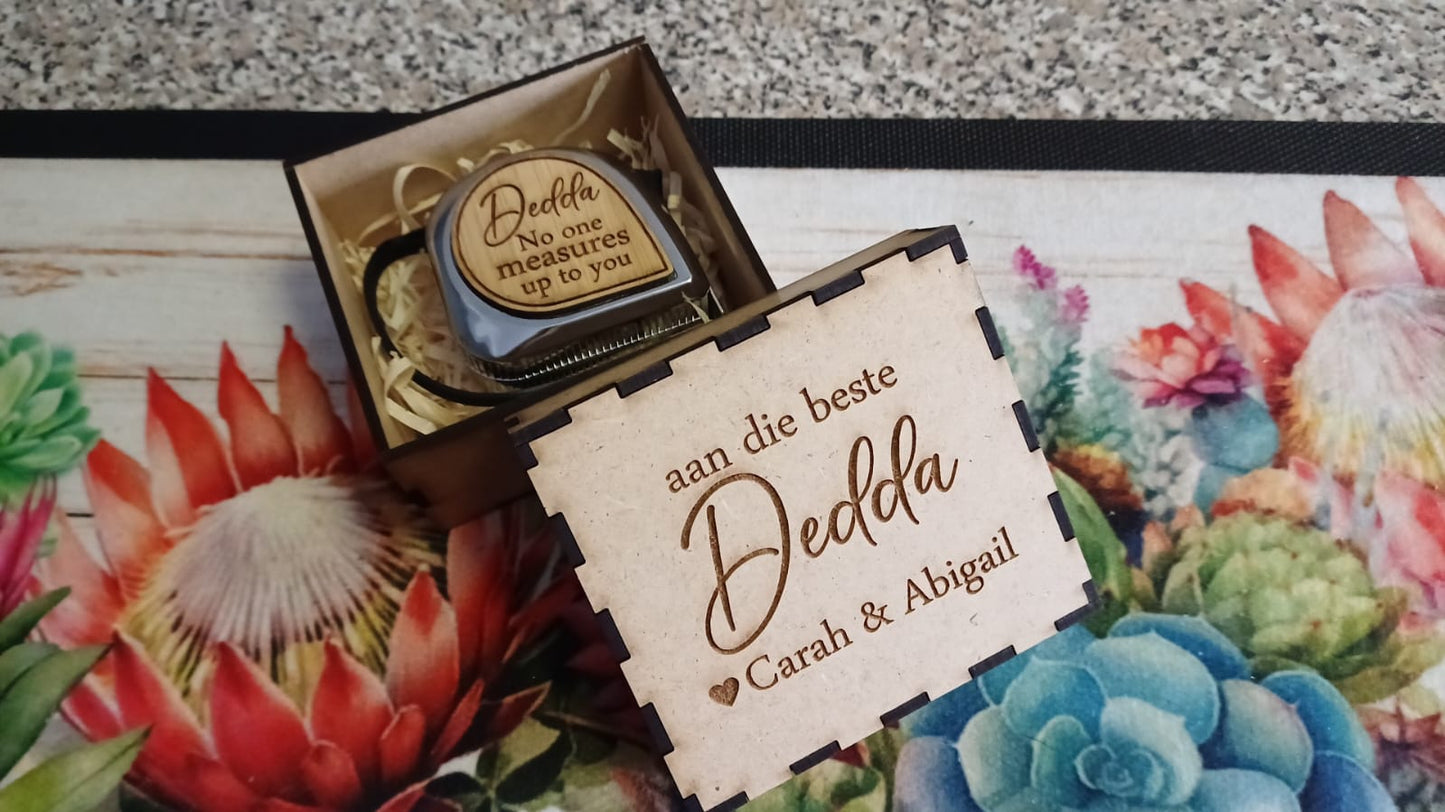 Dedda
No one
measures
up to you
aan die beste
Dedda
Carah & Abigail